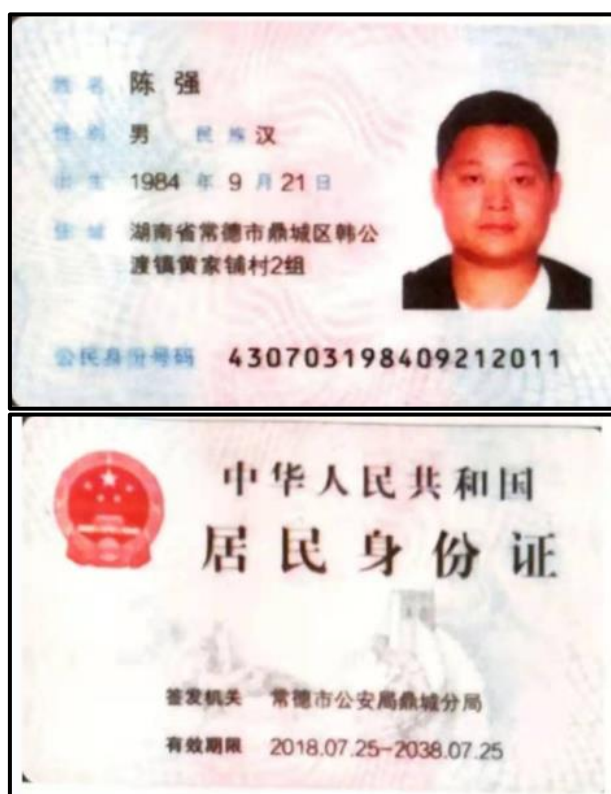 姓名 陈强
性别 男 民族 汉
出生 1984 年 9 月 21 日
住址 湖南省常德市鼎城区韩公
渡镇黄家铺村2组
公民身份号码 430703198409212011
中华人民共和国
居民身份证
签发机关 常德市公安局鼎城分局
有效期限 2018.07.25-2038.07.25